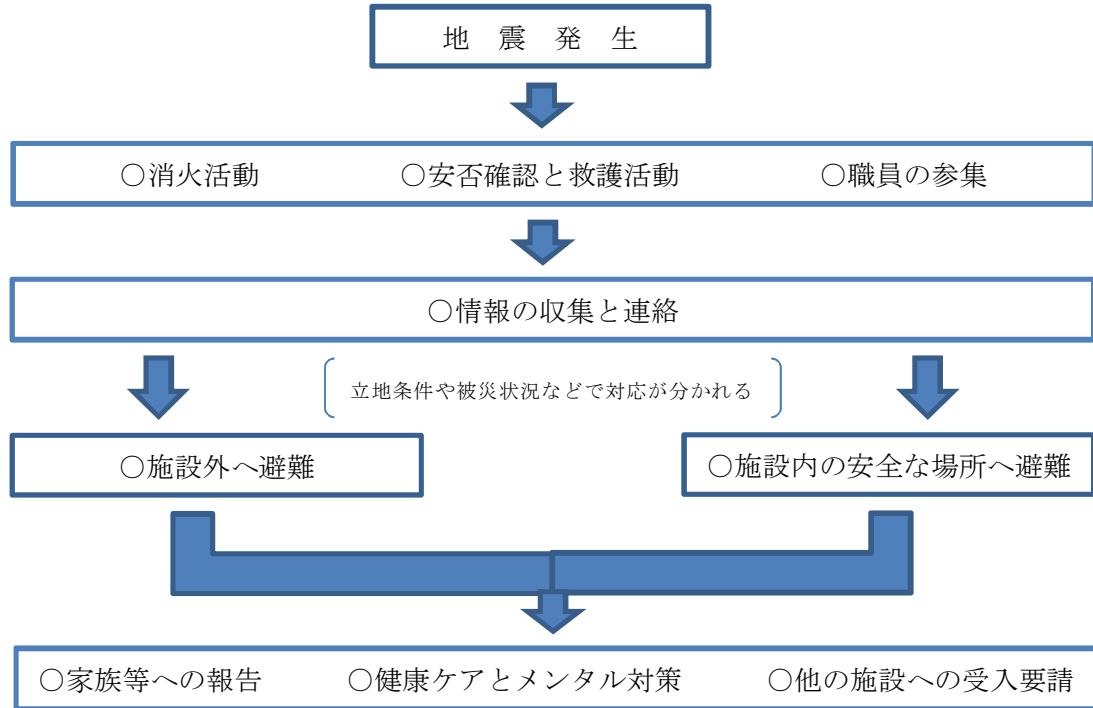 地　震　発　生
○消火活動　　　　　○安否確認と救護活動　　　　　○職員の参集
○情報の収集と連絡
立地条件や被災状況などで対応が分かれる
○施設外へ避難　　　　　○施設内の安全な場所へ避難
○家族等への報告　　　○健康ケアとメンタル対策　　　○他の施設への受入要請